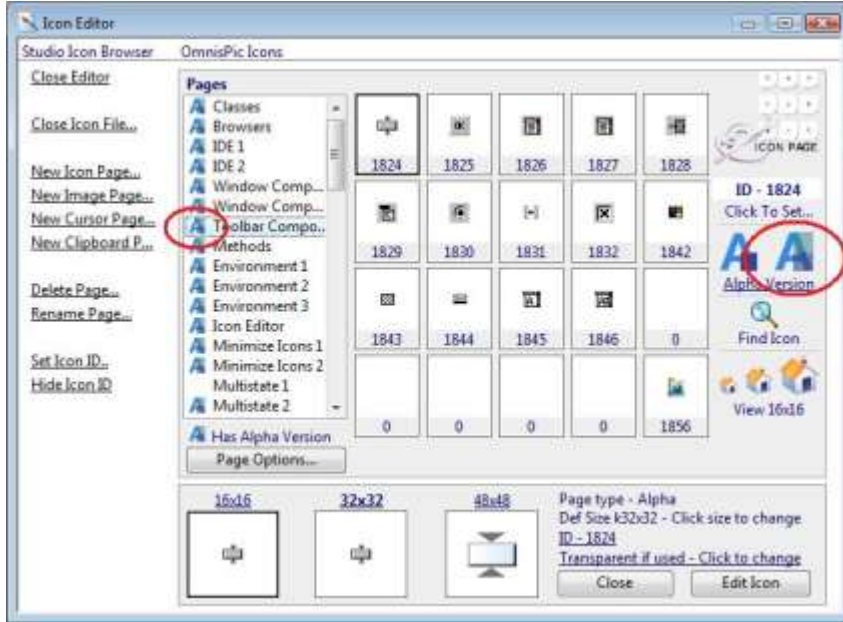 Icon Editor
Studio Icon Browser
OmnisPic Icons
Close Editor
Close Icon File...
New Icon Page...
New Image Page...
New Cursor Page...
New Clipboard P...
Delete Page...
Rename Page...
Set Icon ID..
Hide Icon ID
Pages
Classes
Browsers
IDE 1
IDE 2
Window Comp...
Window Comp...
Toolbar Compo..
Methods
Environment 1
Environment 2
Environment 3
Icon Editor
Minimize Icons 1
Minimize Icons 2
Multistate 1
Multistate 2
Has Alpha Version
Page Options...
1824 1825 1826 1827 1828
1829 1830 1831 1832 1842
1843 1844 1845 1846 0
0 0 0 0 1856
ICON PAGE
ID - 1824
Click To Set...
Alpha Version
Find Icon
View 16x16
16x16 32x32 48x48
Page type - Alpha
Def Size k32x32 - Click size to change
ID - 1824
Transparent if used - Click to change
Close Edit Icon